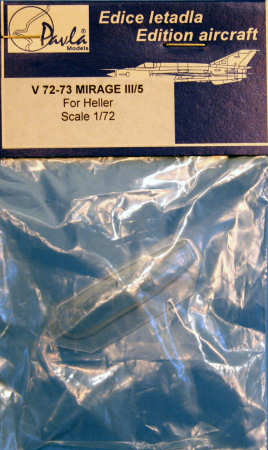 Pavla®
Models
Edice letadla
Edition aircraft
V 72-73 MIRAGE III/5
For Heller
Scale 1/72